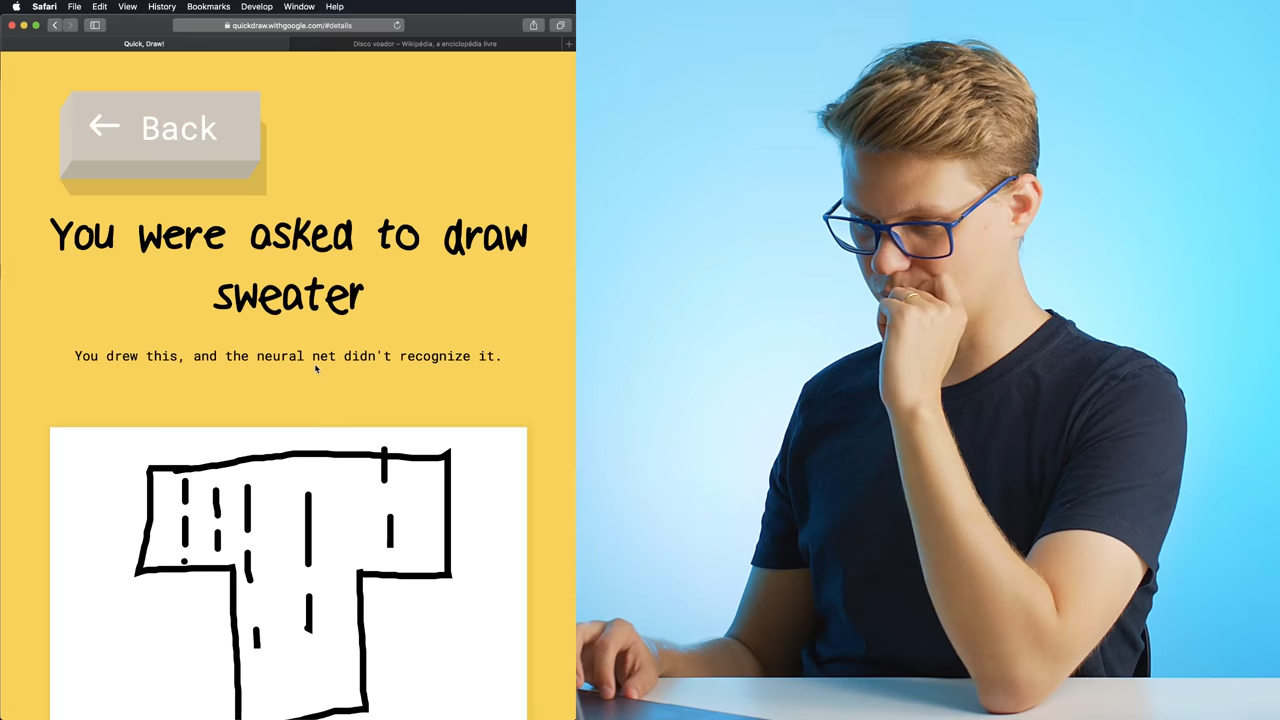 Safari File Edit View History Bookmarks Develop Window Help
quickdraw.withgoogle.com/#details
Quick, Draw!
Disco voador – Wikipédia, a enciclopédia livre
← Back
You were asked to draw
sweater
You drew this, and the neural net didn't recognize it.